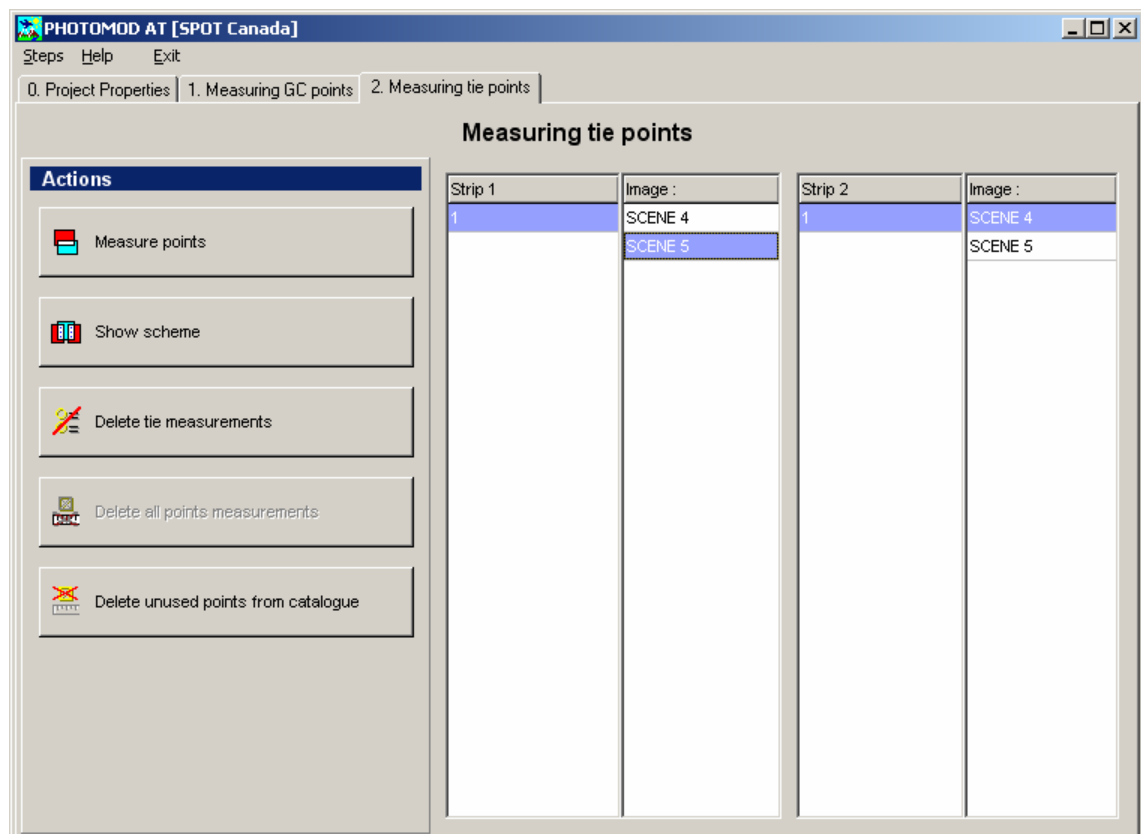 PHOTOMOD AT [SPOT Canada]
Steps Help Exit
0. Project Properties 1. Measuring GC points 2. Measuring tie points
Measuring tie points
Actions
Measure points
Show scheme
Delete tie measurements
Delete all points measurements
Delete unused points from catalogue
Strip 1 Image : Strip 2 Image :
1 SCENE 4 1 SCENE 4
SCENE 5 SCENE 5